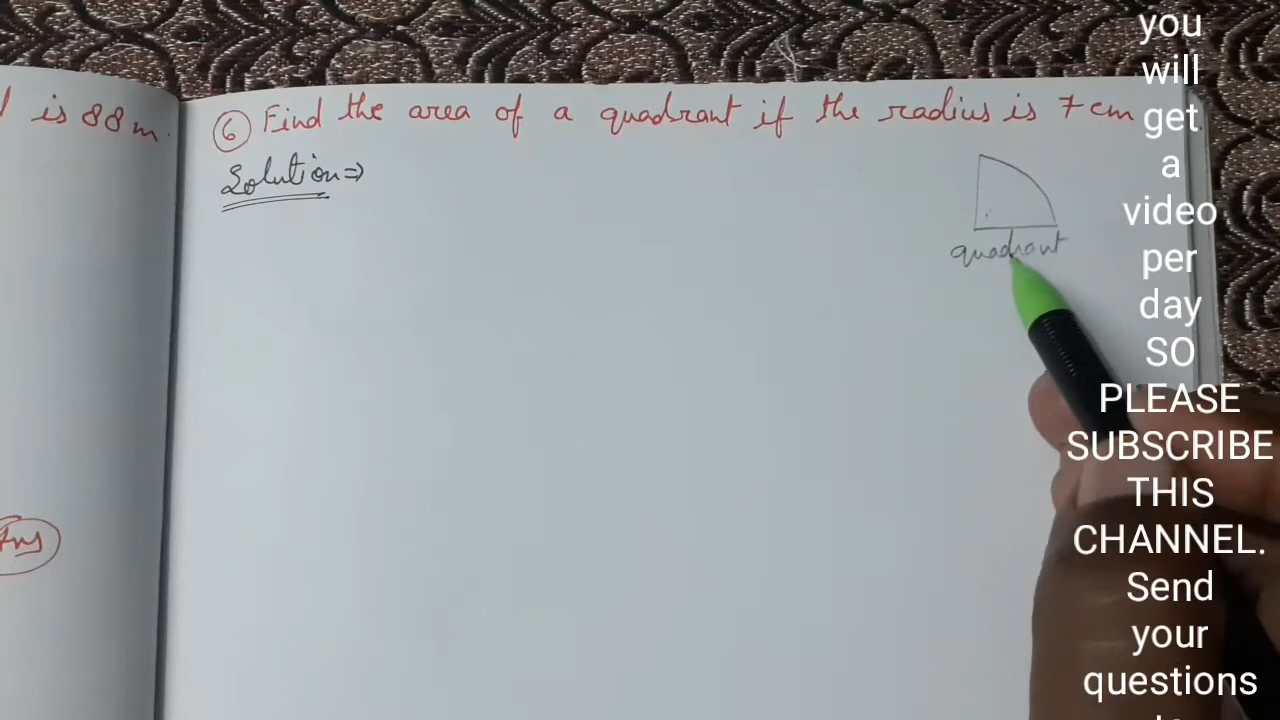 is 88 m.
⑥ Find the area of a quadrant if the radius is 7 cm
Solution ⇒
quadrant
Ans
you
will
get
a
video
per
day
SO
PLEASE
SUBSCRIBE
THIS
CHANNEL.
Send
your
questions